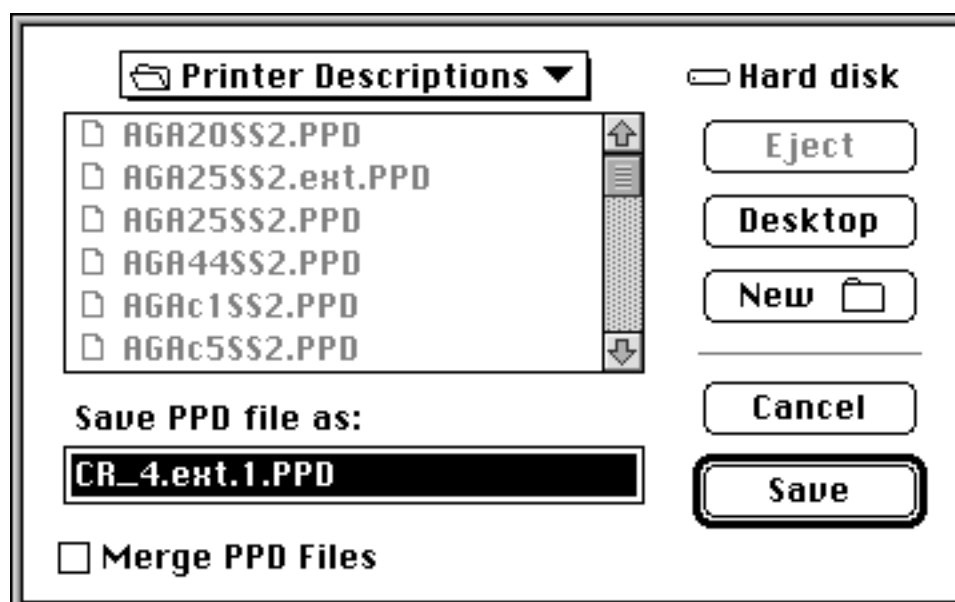 Printer Descriptions
Hard disk
AGA20SS2.PPD
AGA25SS2.ext.PPD
AGA25SS2.PPD
AGA44SS2.PPD
AGAc1SS2.PPD
AGAc5SS2.PPD
Eject
Desktop
New
Save PPD file as:
CR_4.ext.1.PPD
Cancel
Save
Merge PPD Files